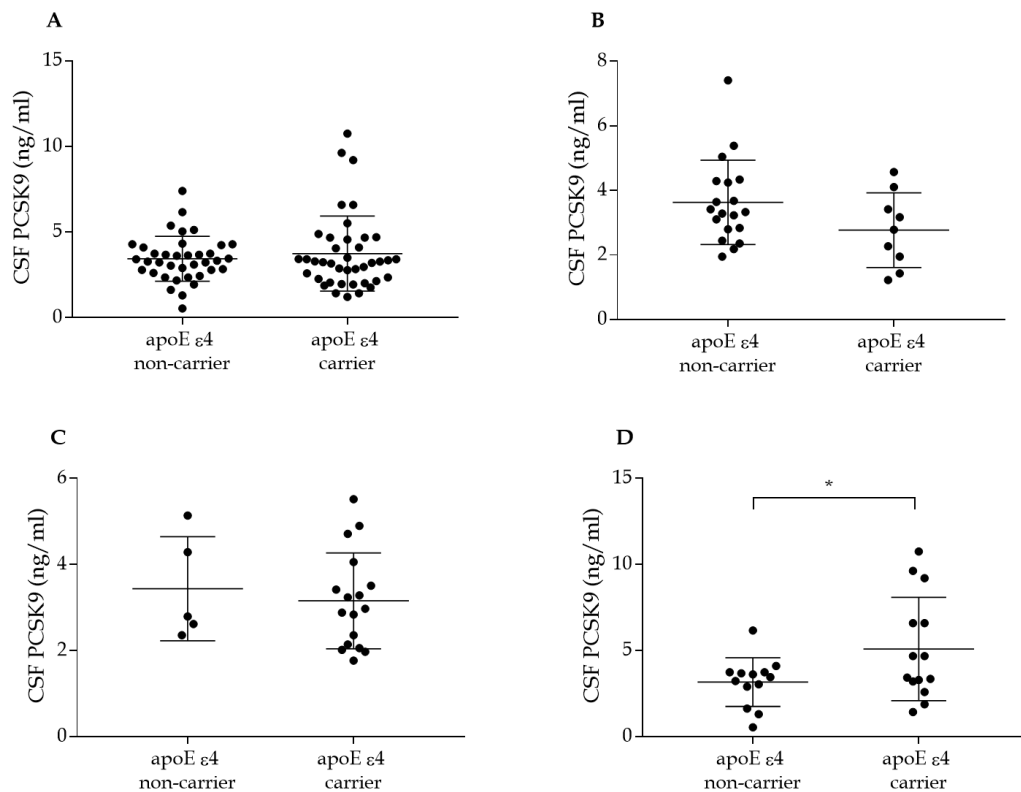 A
CSF PCSK9 (ng/ml)
15
10
5
0
apoE ε4
non-carrier
apoE ε4
carrier
B
CSF PCSK9 (ng/ml)
8
6
4
2
0
apoE ε4
non-carrier
apoE ε4
carrier
C
CSF PCSK9 (ng/ml)
6
4
2
0
apoE ε4
non-carrier
apoE ε4
carrier
D
CSF PCSK9 (ng/ml)
15
10
5
0
*
apoE ε4
non-carrier
apoE ε4
carrier